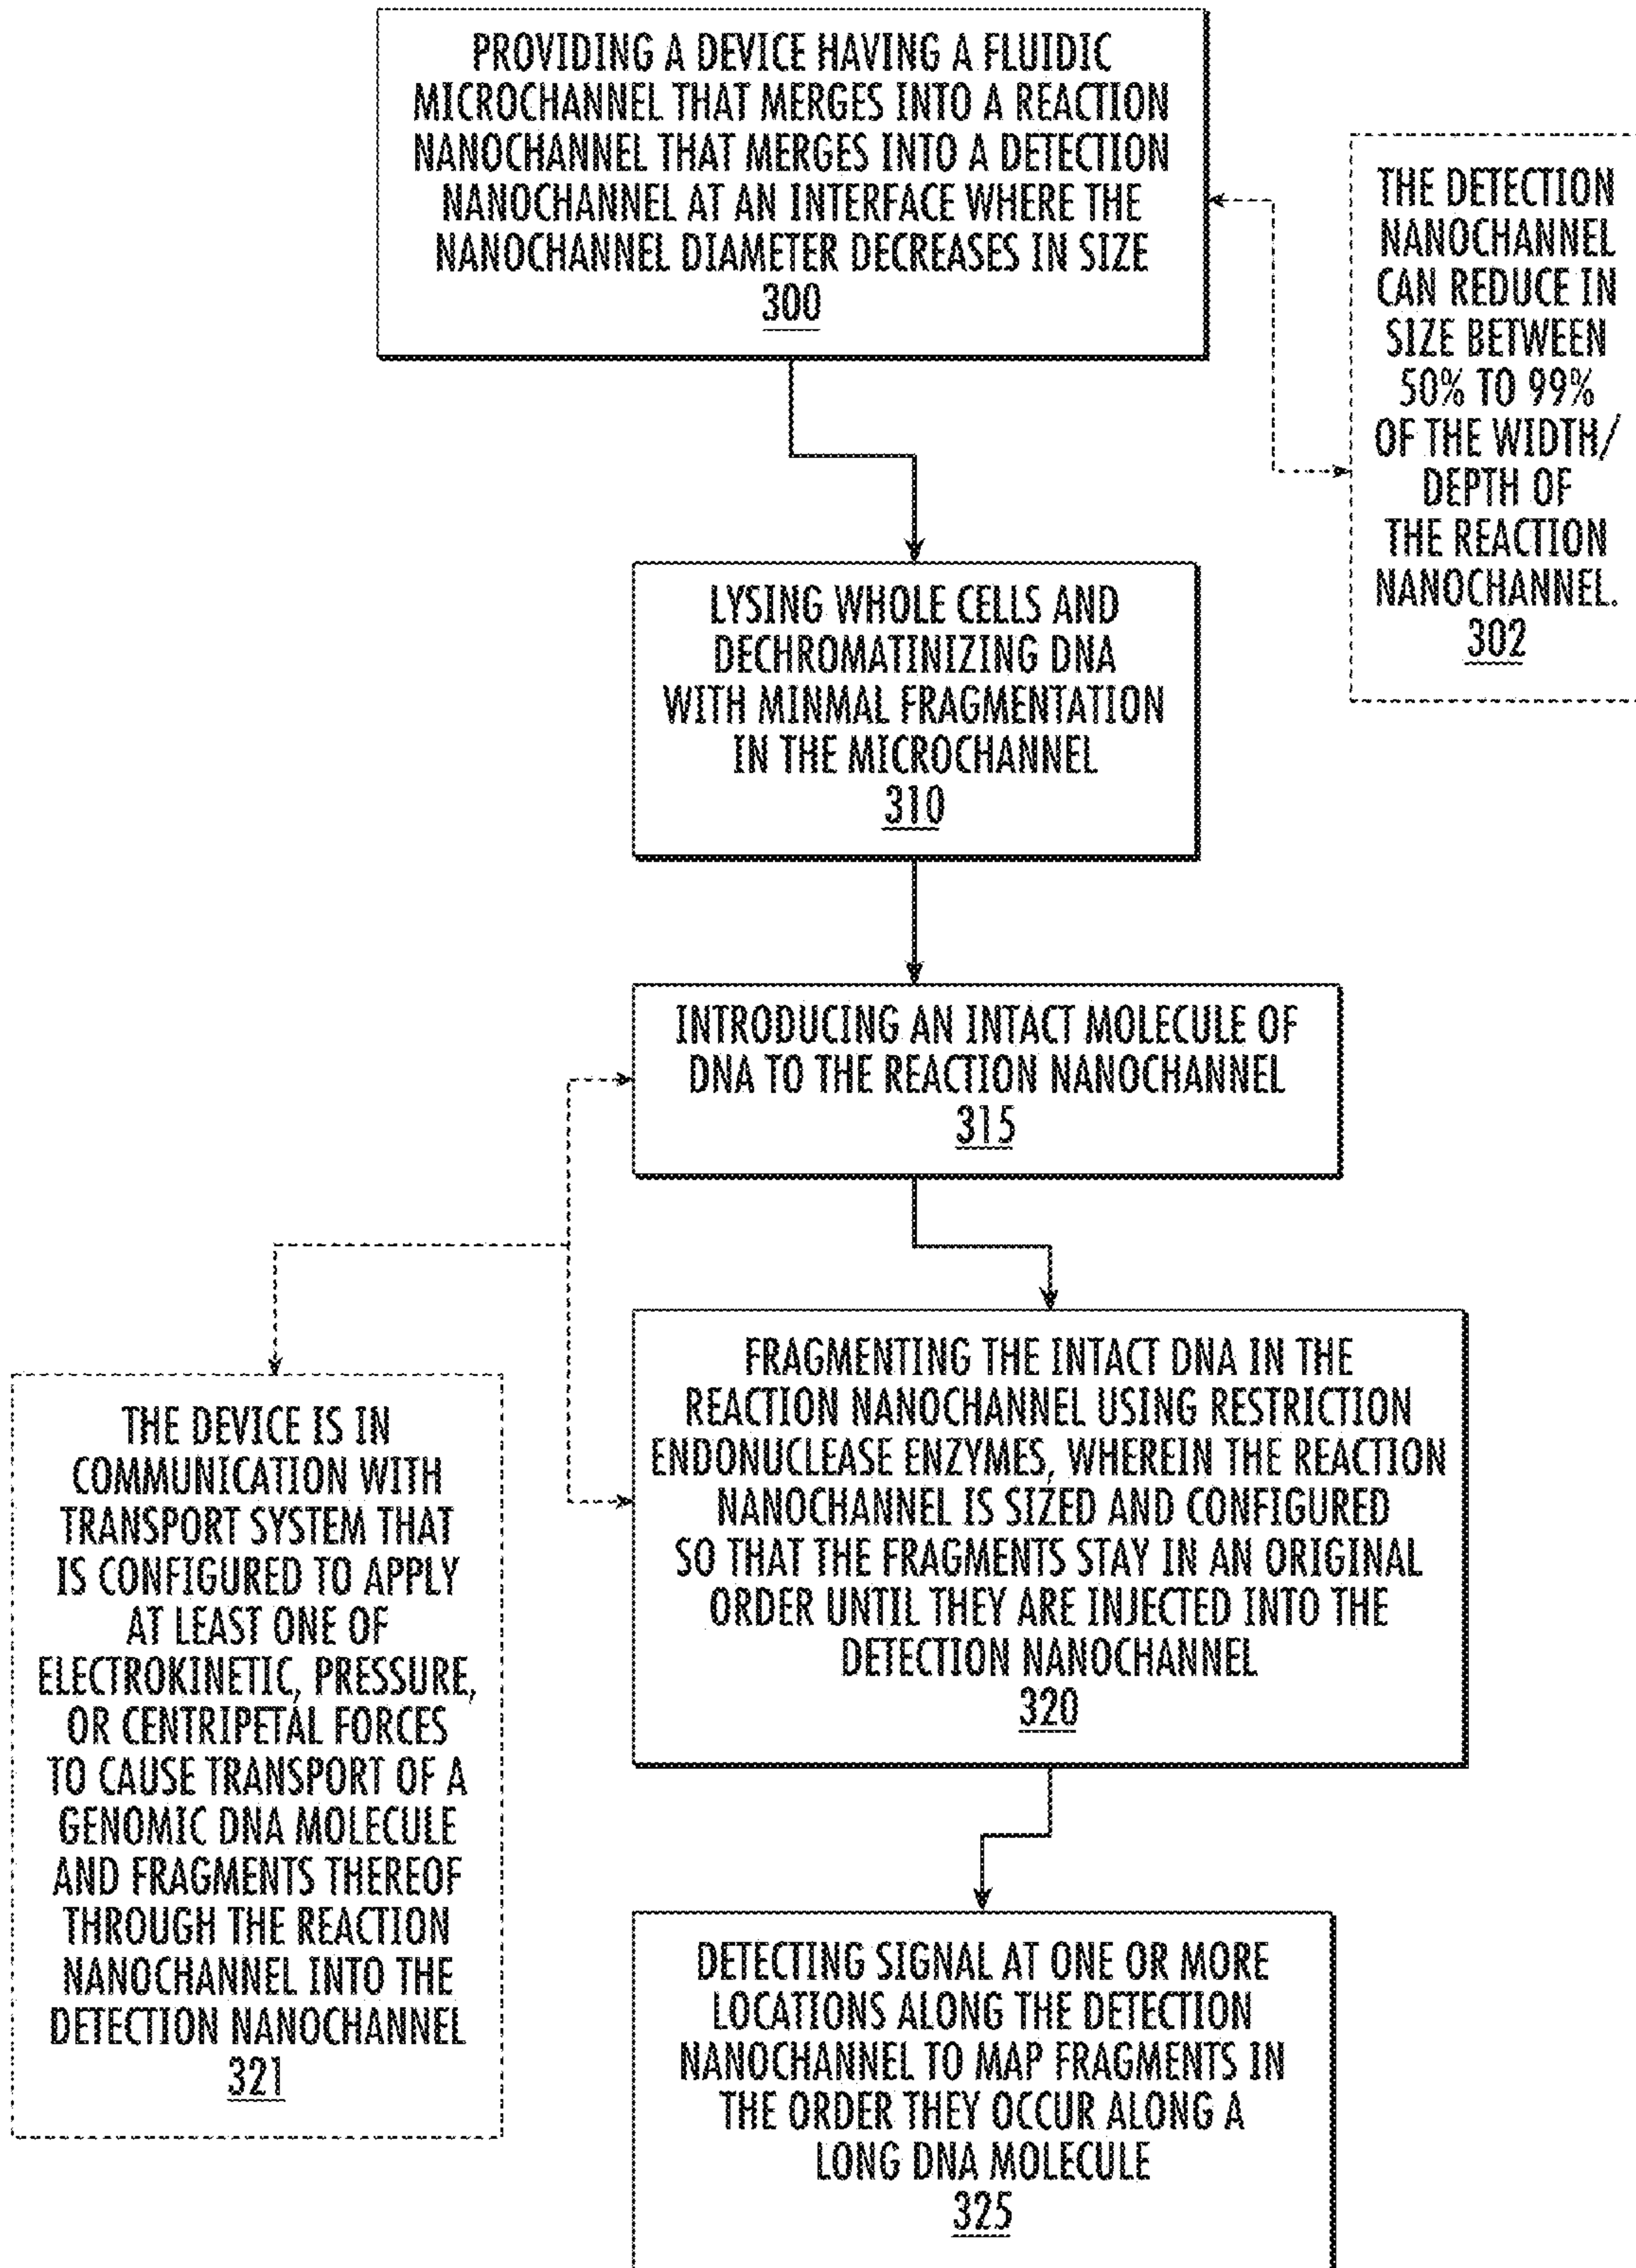 PROVIDING A DEVICE HAVING A FLUIDIC
MICROCHANNEL THAT MERGES INTO A REACTION
NANOCHANNEL THAT MERGES INTO A DETECTION
NANOCHANNEL AT AN INTERFACE WHERE THE
NANOCHANNEL DIAMETER DECREASES IN SIZE
300
THE DETECTION
NANOCHANNEL
CAN REDUCE IN
SIZE BETWEEN
50% TO 99%
OF THE WIDTH/
DEPTH OF
THE REACTION
NANOCHANNEL.
302
LYSING WHOLE CELLS AND
DECHROMATINIZING DNA
WITH MINMAL FRAGMENTATION
IN THE MICROCHANNEL
310
INTRODUCING AN INTACT MOLECULE OF
DNA TO THE REACTION NANOCHANNEL
315
FRAGMENTING THE INTACT DNA IN THE
REACTION NANOCHANNEL USING RESTRICTION
ENDONUCLEASE ENZYMES, WHEREIN THE REACTION
NANOCHANNEL IS SIZED AND CONFIGURED
SO THAT THE FRAGMENTS STAY IN AN ORIGINAL
ORDER UNTIL THEY ARE INJECTED INTO THE
DETECTION NANOCHANNEL
320
THE DEVICE IS IN
COMMUNICATION WITH
TRANSPORT SYSTEM THAT
IS CONFIGURED TO APPLY
AT LEAST ONE OF
ELECTROKINETIC, PRESSURE,
OR CENTRIPETAL FORCES
TO CAUSE TRANSPORT OF A
GENOMIC DNA MOLECULE
AND FRAGMENTS THEREOF
THROUGH THE REACTION
NANOCHANNEL INTO THE
DETECTION NANOCHANNEL
321
DETECTING SIGNAL AT ONE OR MORE
LOCATIONS ALONG THE DETECTION
NANOCHANNEL TO MAP FRAGMENTS IN
THE ORDER THEY OCCUR ALONG A
LONG DNA MOLECULE
325